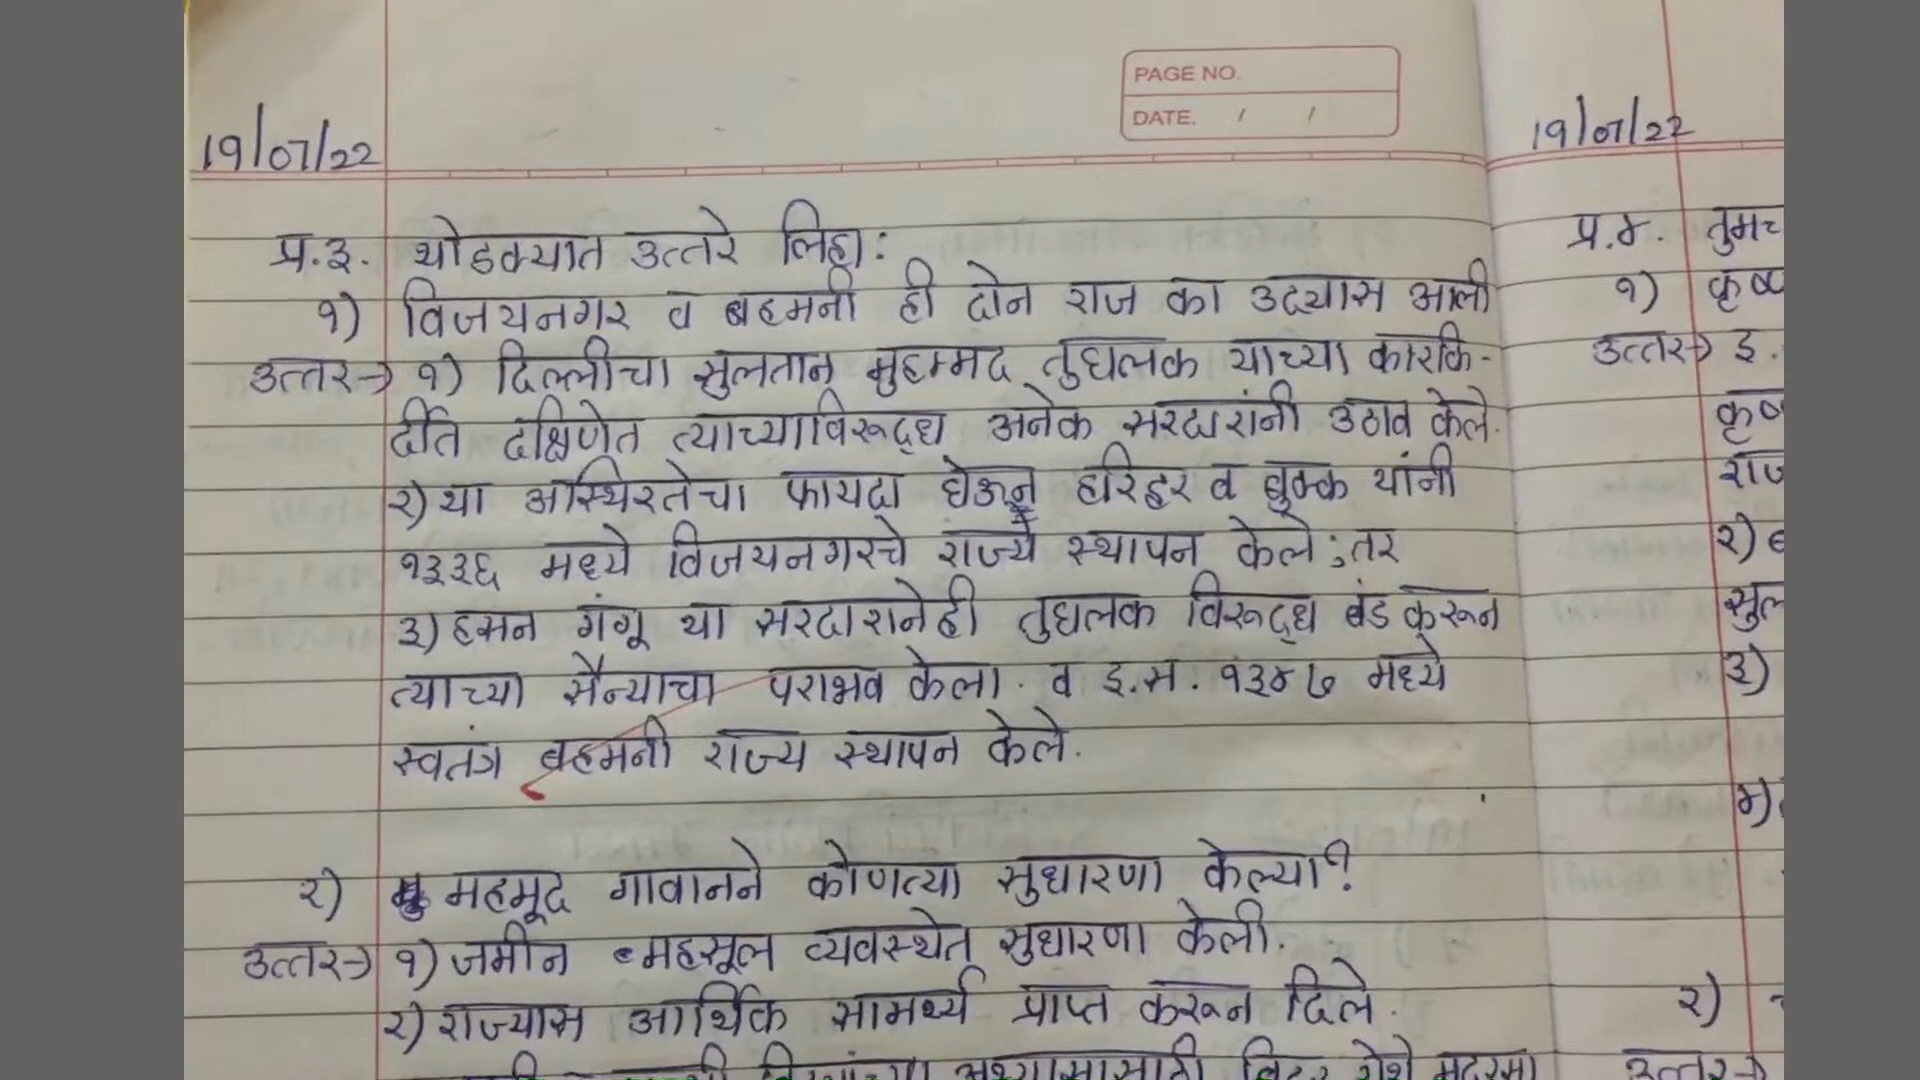 PAGE NO.
DATE. / /
19/07/22
प्र.३. थोडक्यात उत्तरे लिहा:
१) विजयनगर व बहमनी ही दोन राज का उदयास आली
उत्तर→ १) दिल्लीचा सुलतान मुहम्मद तुघलक याच्या कारकि-
र्दीत दक्षिणेत त्याच्याविरूद्ध अनेक सरदारांनी उठाव केले.
२) या अस्थिरतेचा फायदा घेऊन हरिहर व बुक्क यांनी
१३३६ मध्ये विजयनगरचे राज्ये स्थापन केले; तर
३) हसन गंगू या सरदारानेही तुघलक विरूद्ध बंड करून
त्याच्या सैन्याचा पराभव केला. व इ.स. १३४७ मध्ये
स्वतंत्र बहमनी राज्य स्थापन केले.
२) महमूद गावानने कोणत्या सुधारणा केल्या?
उत्तर→ १) जमीन महसूल व्यवस्थेत सुधारणा केली.
२) राज्यास आर्थिक सामर्थ्य प्राप्त करून दिले.
19/07/22
प्र.४. तुमच
१) कृष्
उत्तर→ इ.
कृष
राज
२)
सुल
३)
४)
२)
उत्तर→